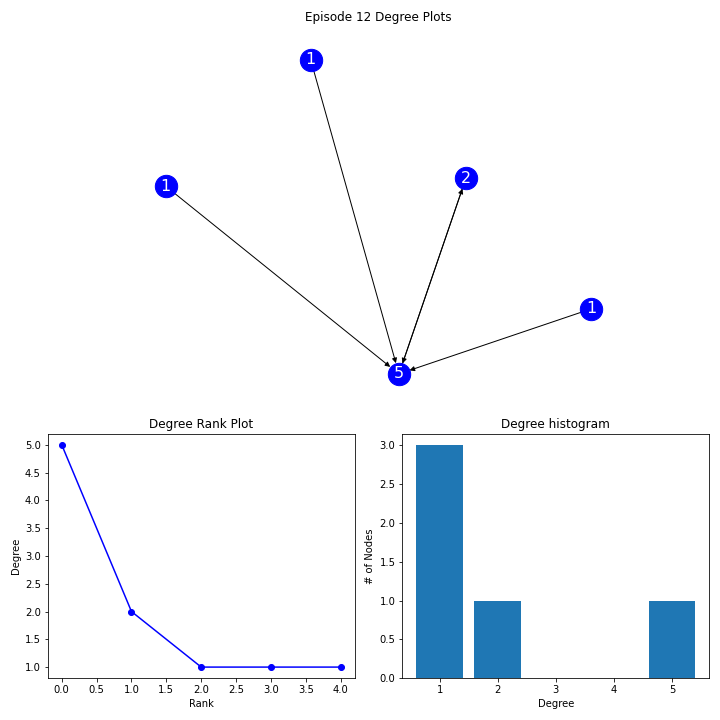 Episode 12 Degree Plots
1
1
2
1
5
Degree Rank Plot
5.0
4.5
4.0
3.5
3.0
2.5
2.0
1.5
1.0
Degree
0.0 0.5 1.0 1.5 2.0 2.5 3.0 3.5 4.0
Rank
Degree histogram
3.0
2.5
2.0
1.5
1.0
0.5
0.0
# of Nodes
1 2 3 4 5
Degree